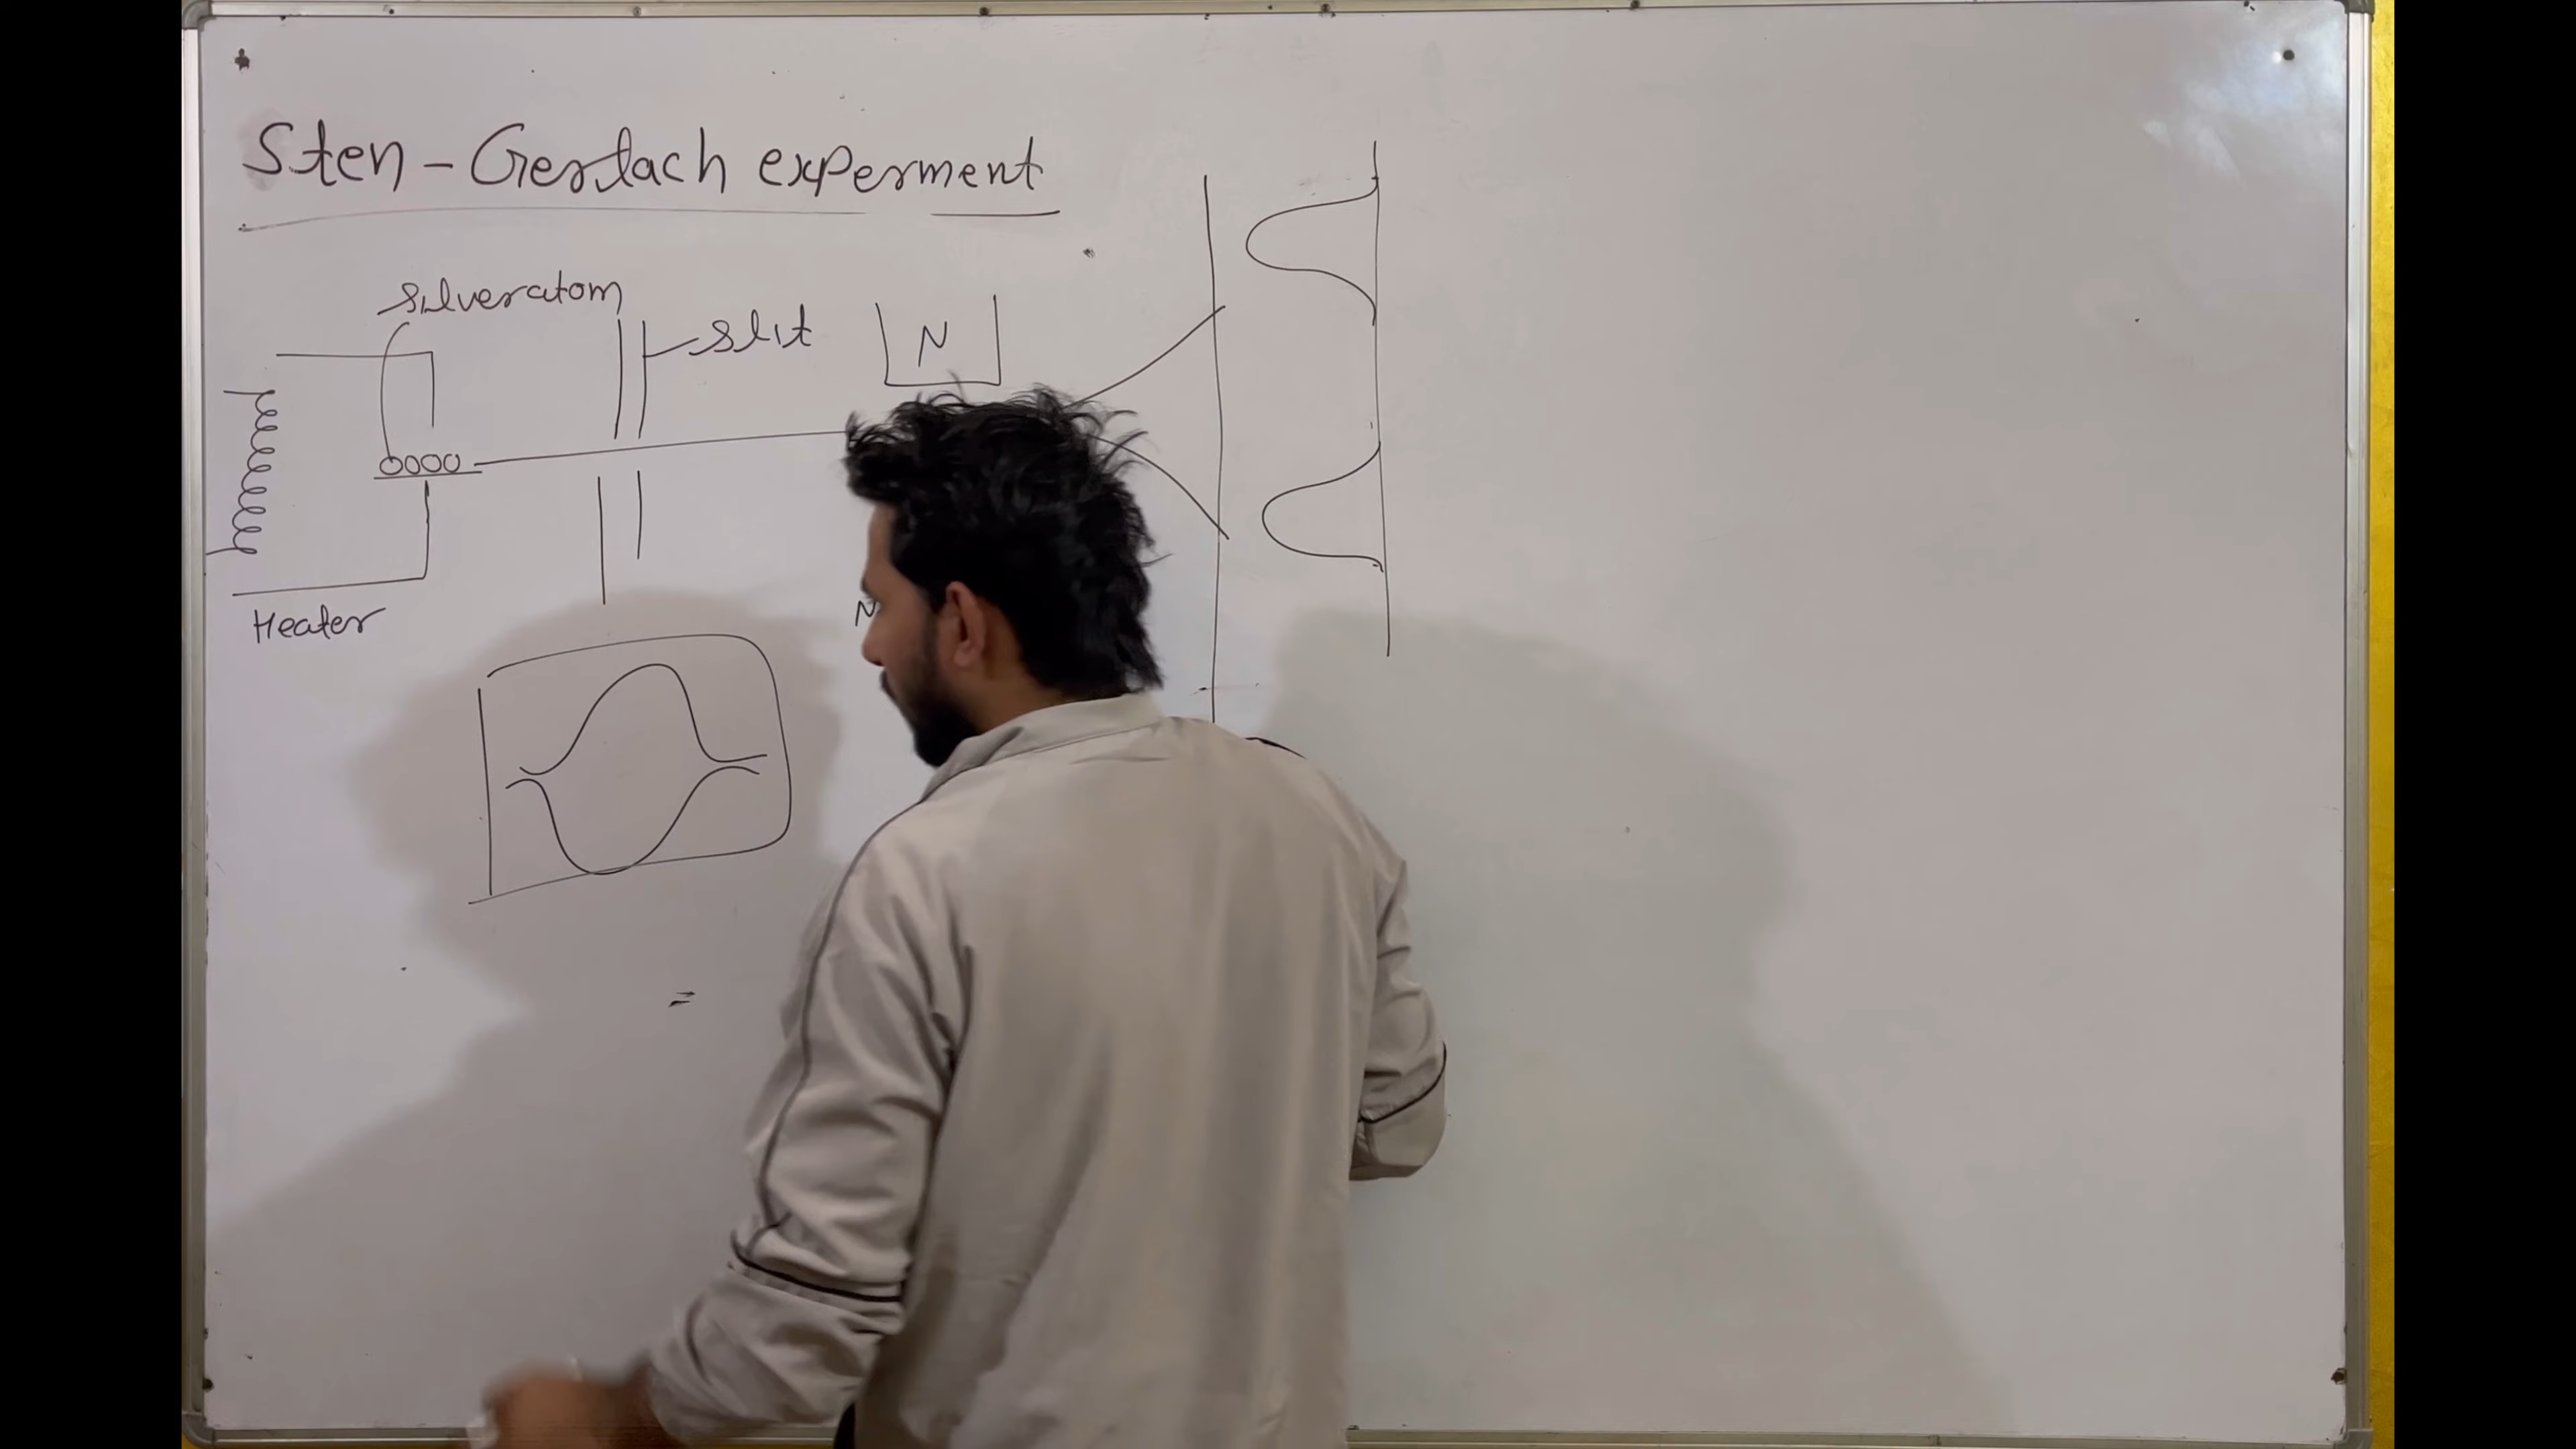 Sten - Gerlach experment
Silveratom
slit
N
Heater
N
=